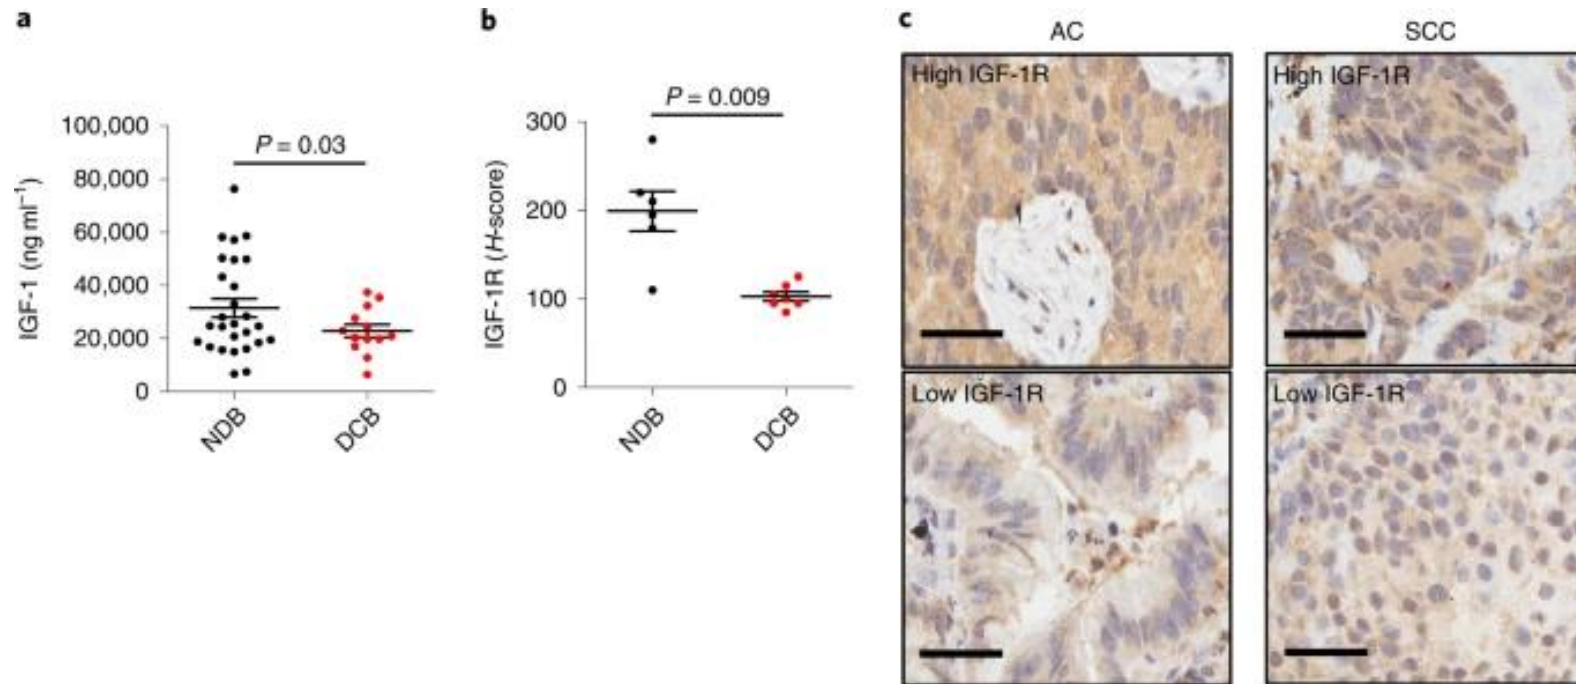 a
IGF-1 (ng ml⁻¹)
100,000
80,000
60,000
40,000
20,000
0
P = 0.03
NDB
DCB
b
IGF-1R (H-score)
300
200
100
0
P = 0.009
NDB
DCB
c
AC
SCC
High IGF-1R
High IGF-1R
Low IGF-1R
Low IGF-1R